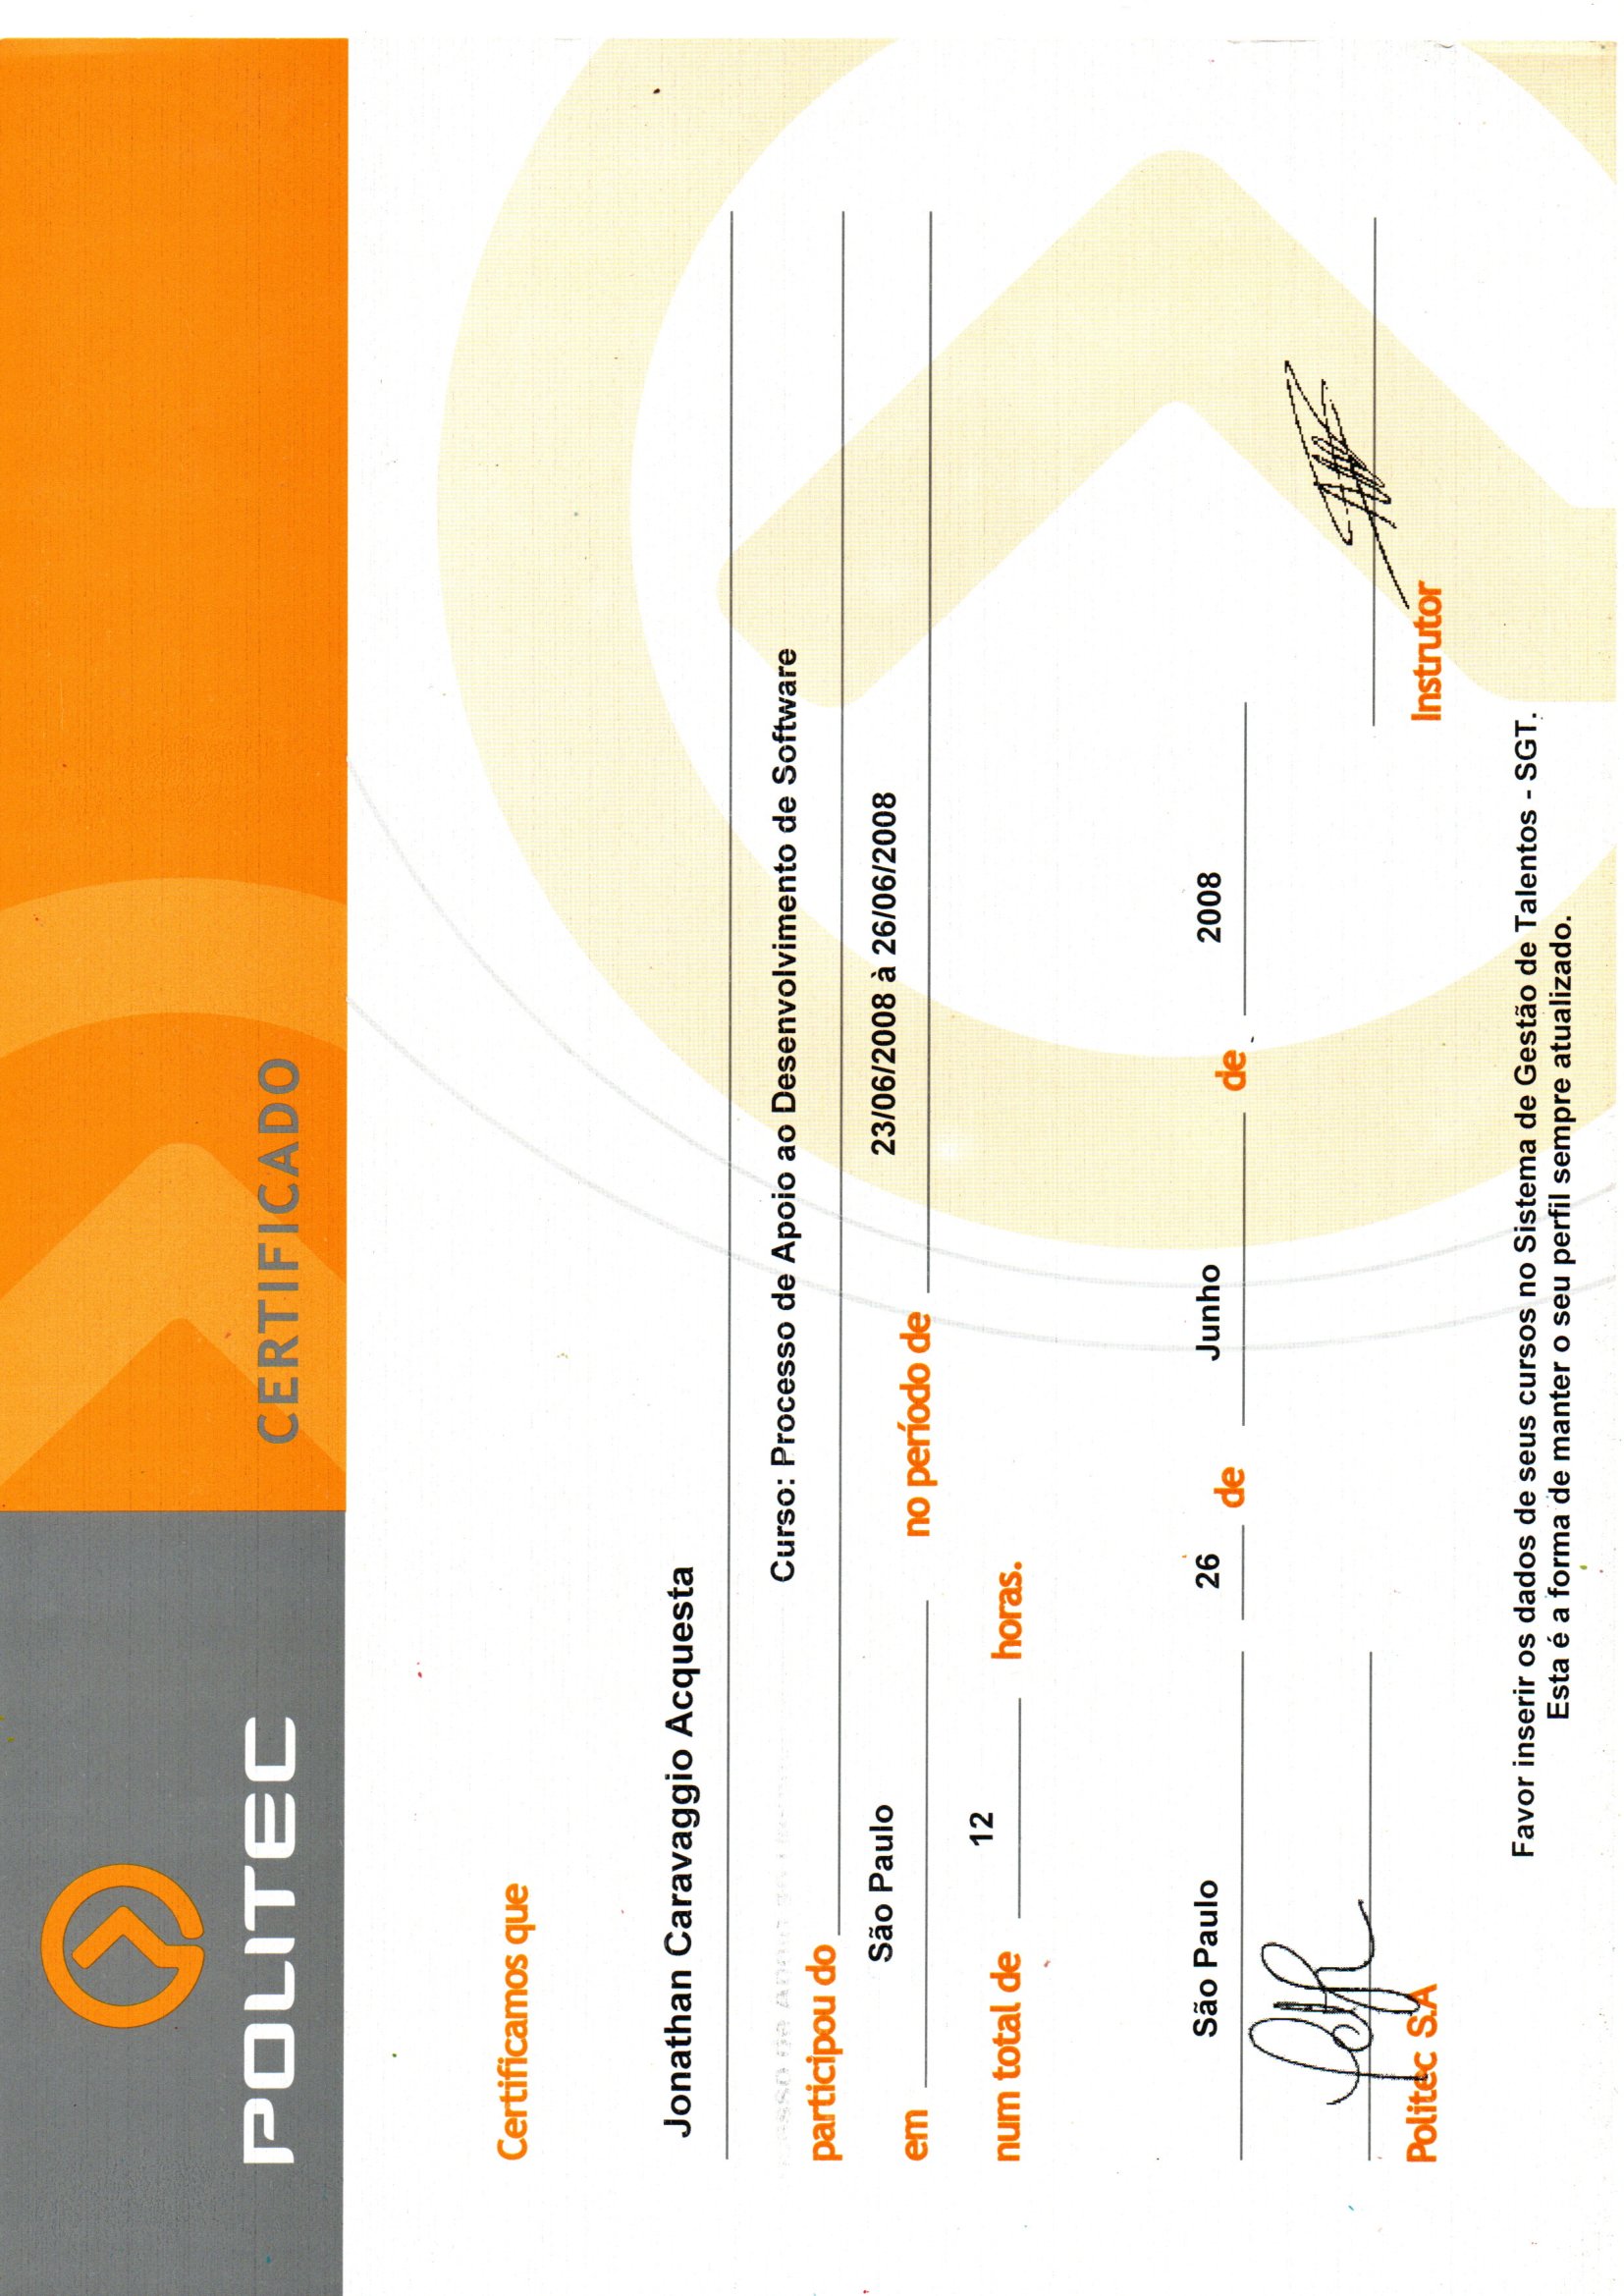 POLITEC
CERTIFICADO
Certificamos que
Jonathan Caravaggio Acquesta
participou do Curso: Processo de Apoio ao Desenvolvimento de Software
em São Paulo no período de 23/06/2008 à 26/06/2008
num total de 12 horas.
São Paulo 26 de Junho de 2008
Politec S.A
Instrutor
Favor inserir os dados de seus cursos no Sistema de Gestão de Talentos - SGT.
Esta é a forma de manter o seu perfil sempre atualizado.